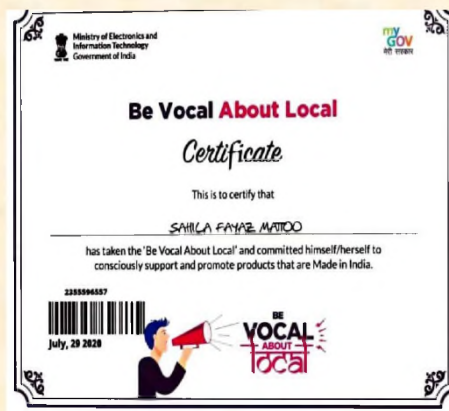 Ministry of Electronics and
Information Technology
Government of India
my
GOV
मेरी सरकार
Be Vocal About Local
Certificate
This is to certify that
SAHILA FAYAZ MATTOO
has taken the 'Be Vocal About Local' and committed himself/herself to
consciously support and promote products that are Made in India.
2355596557
July, 29 2020
BE
VOCAL
ABOUT
local